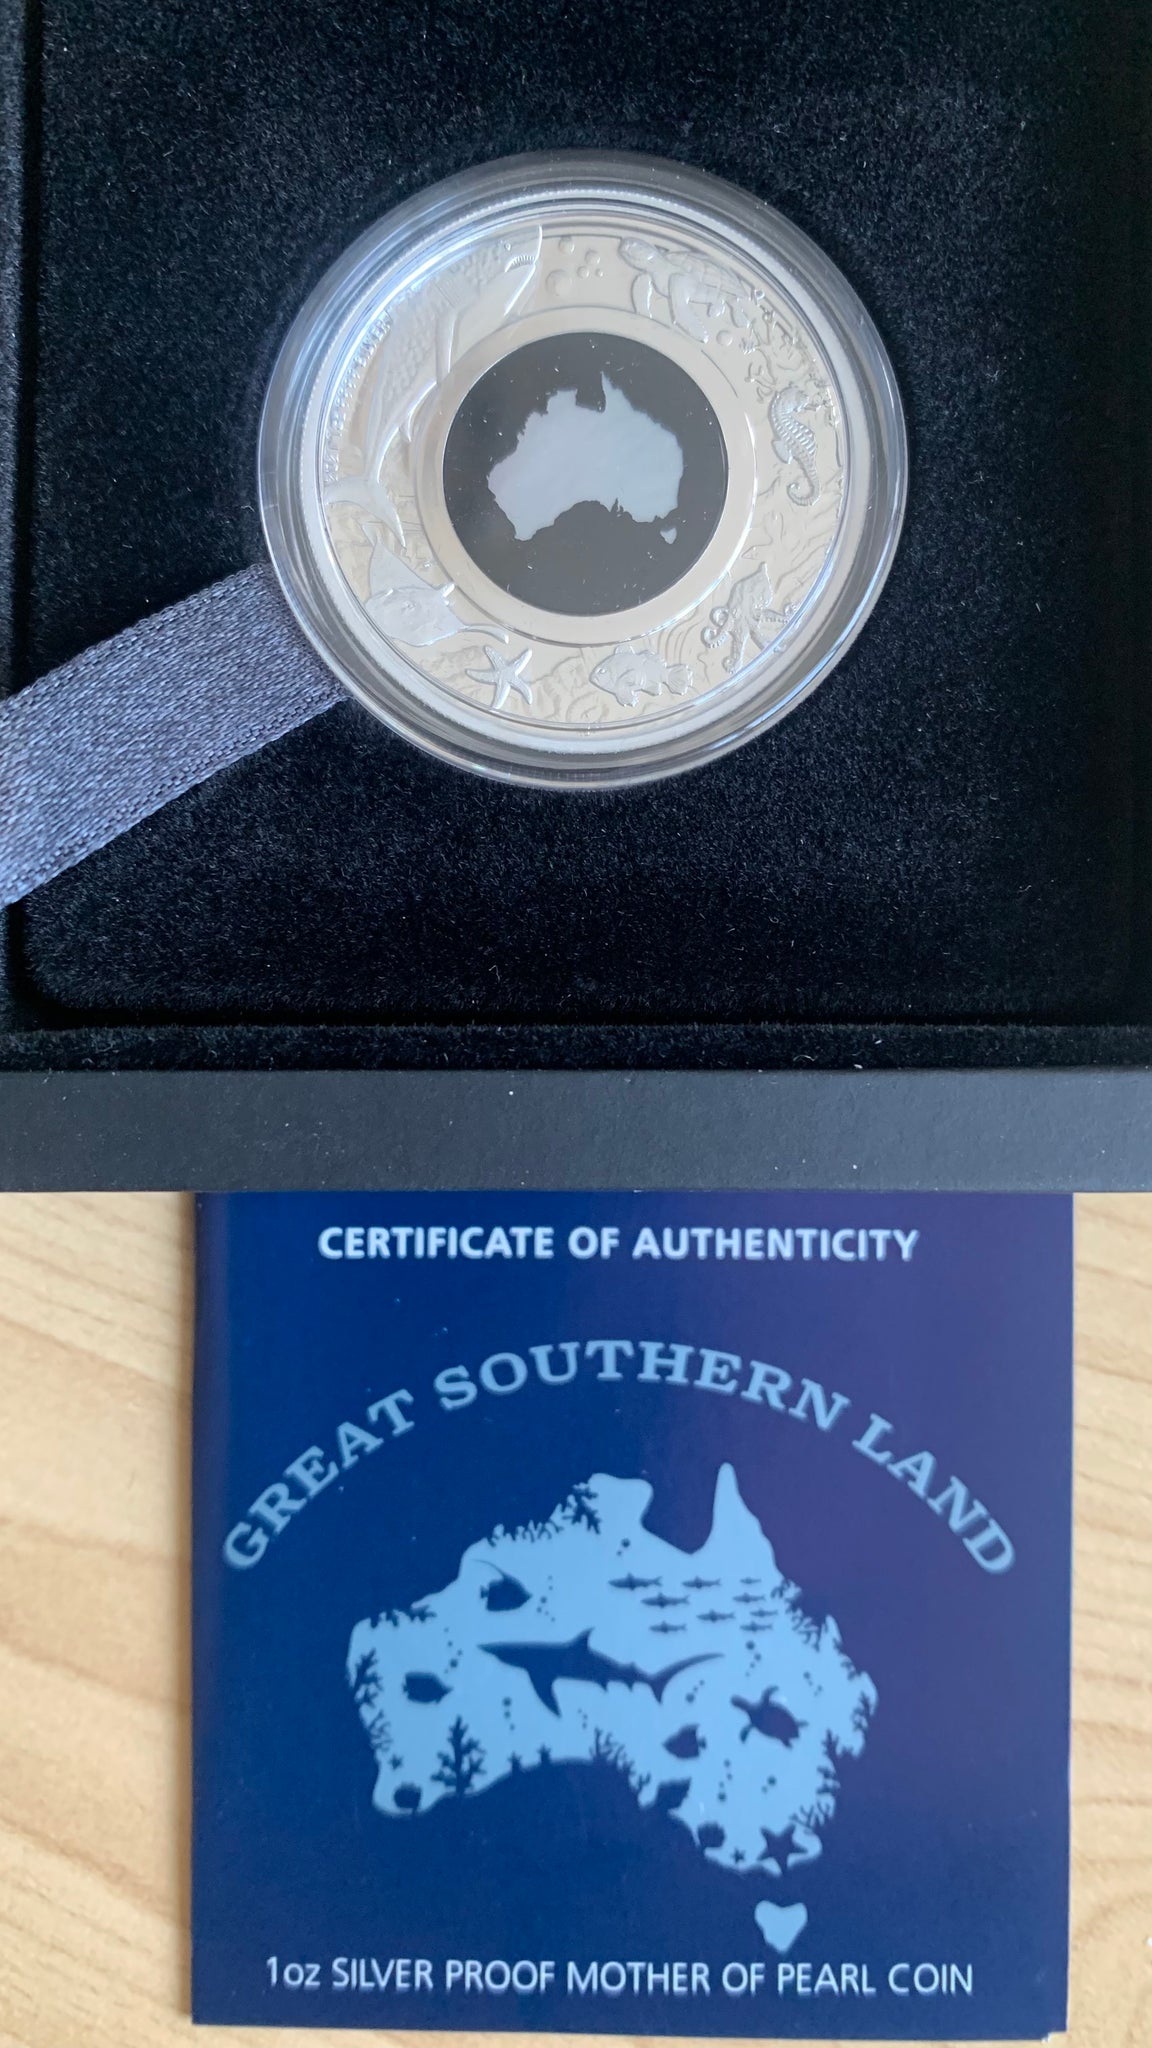 CERTIFICATE OF AUTHENTICITY
GREAT SOUTHERN LAND
1oz SILVER PROOF MOTHER OF PEARL COIN